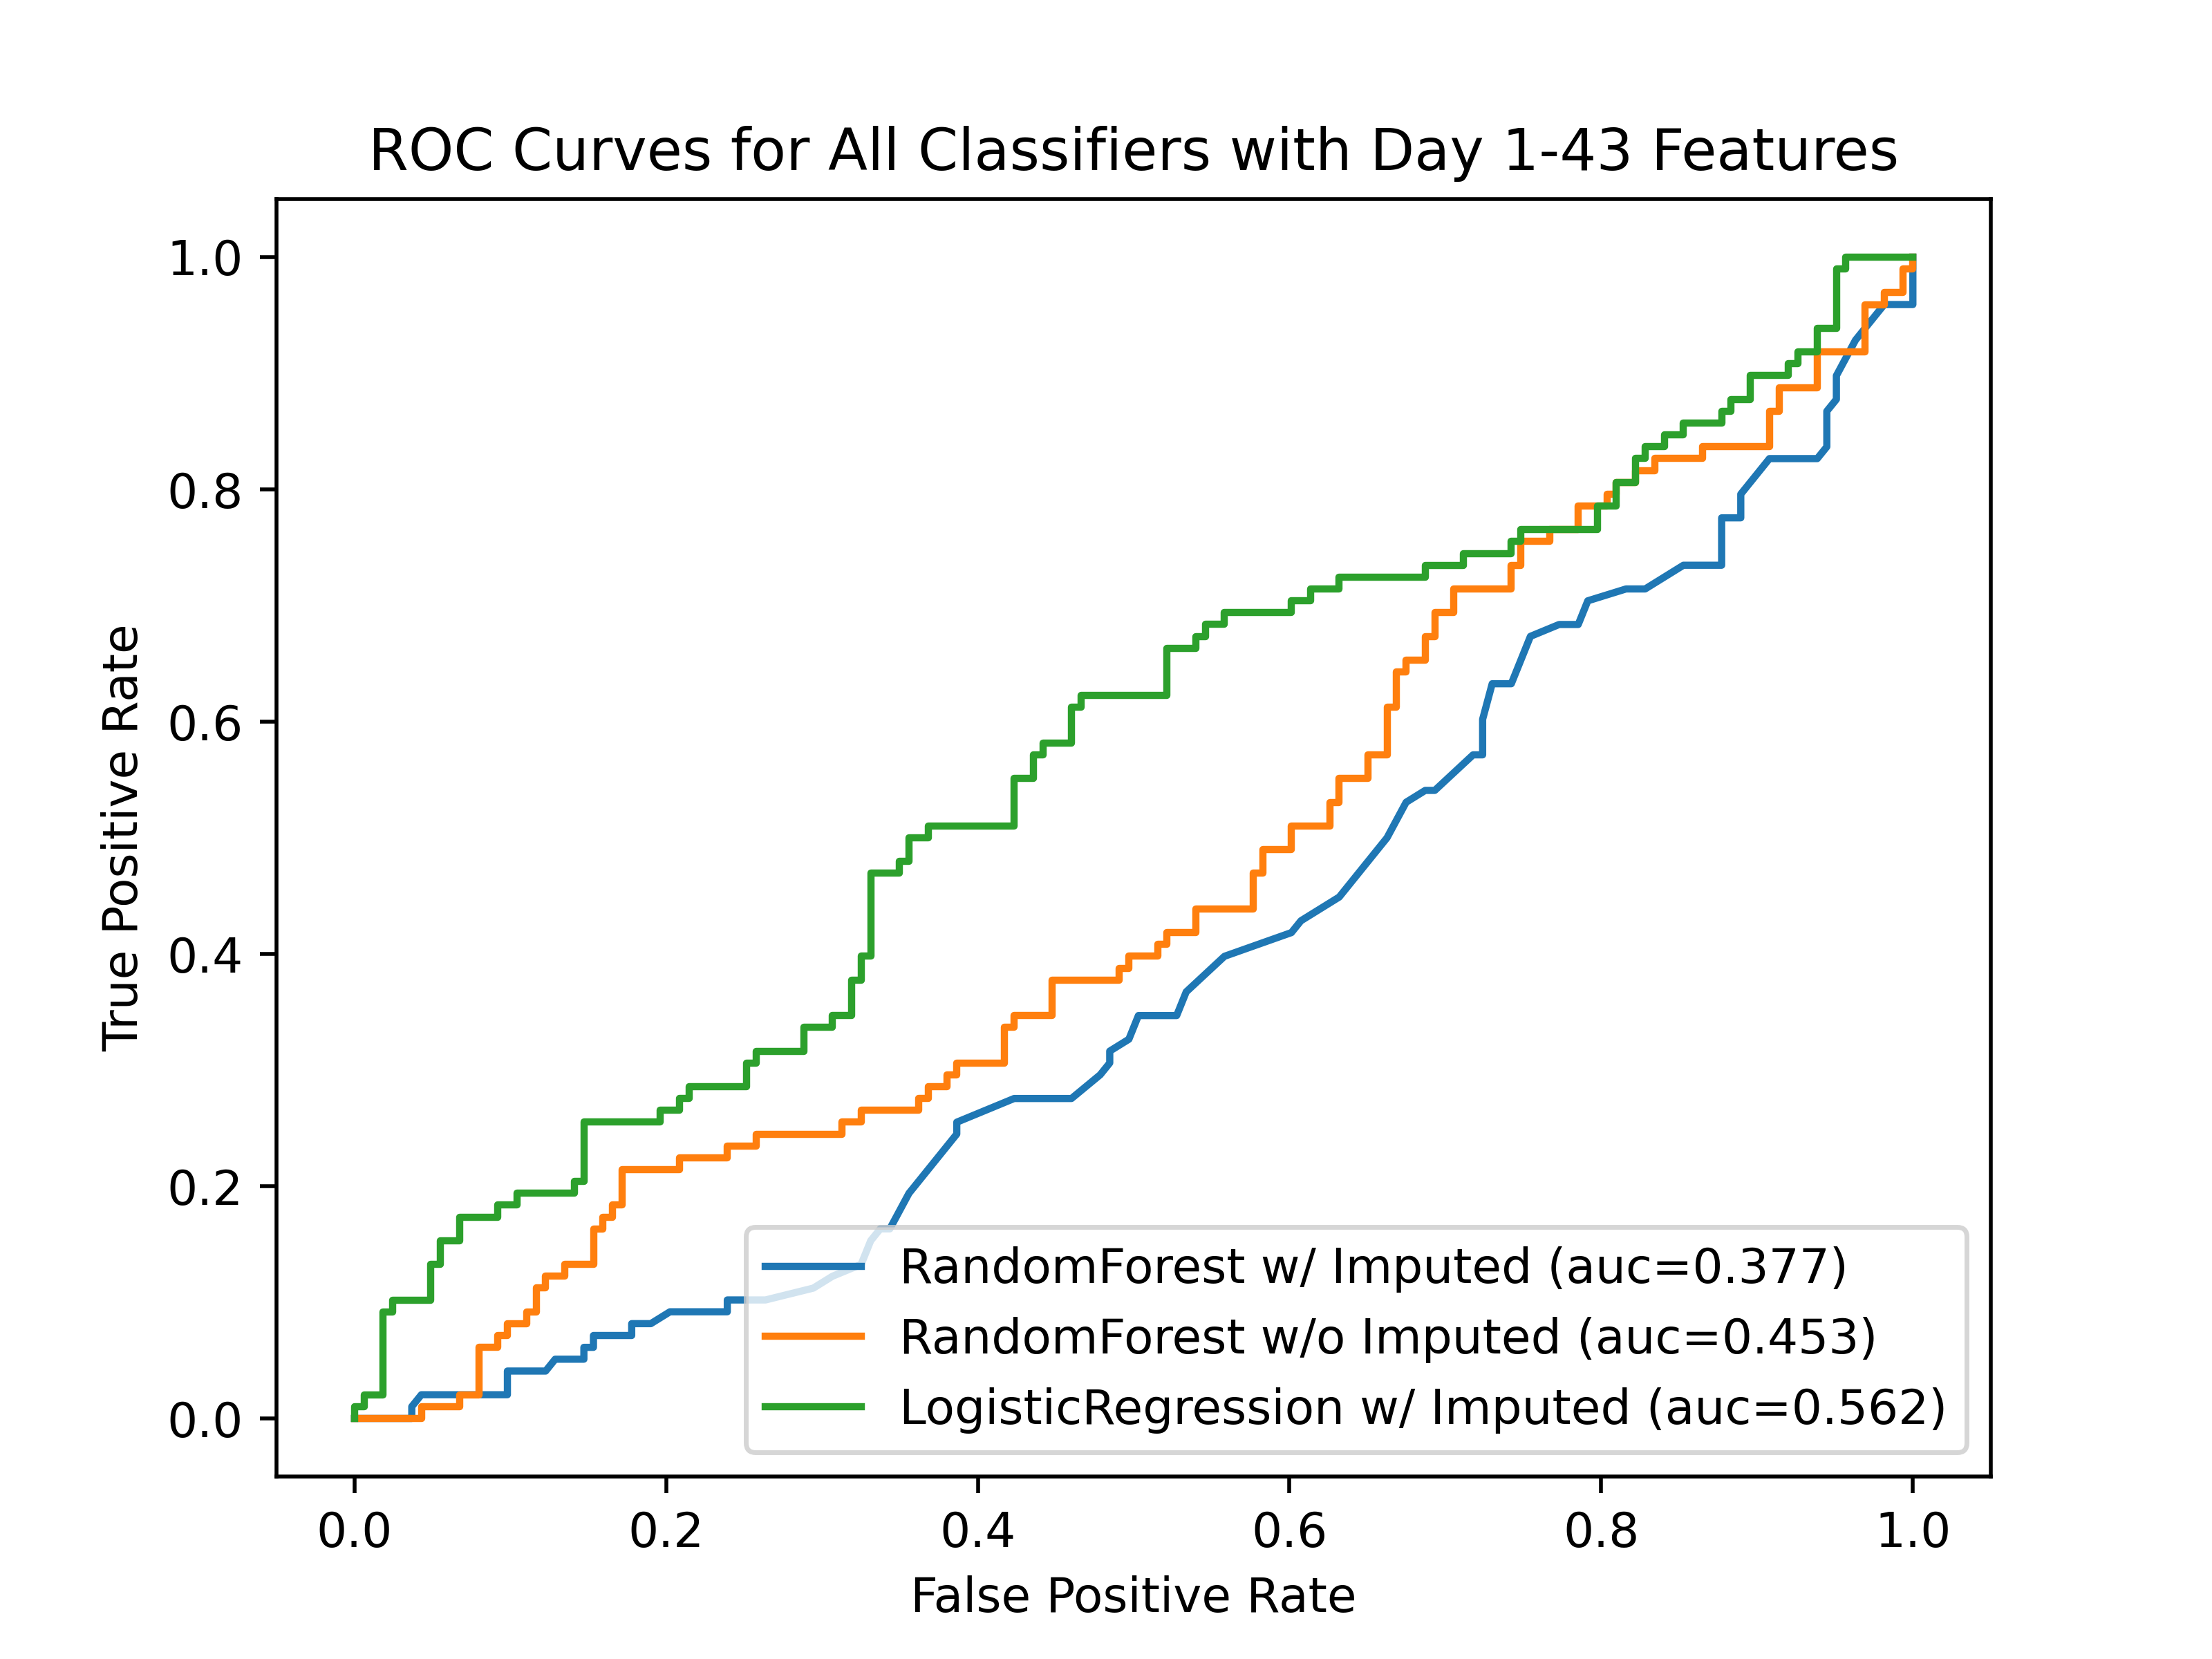 ROC Curves for All Classifiers with Day 1-43 Features
1.0
0.8
0.6
0.4
0.2
0.0
True Positive Rate
RandomForest w/ Imputed (auc=0.377)
RandomForest w/o Imputed (auc=0.453)
LogisticRegression w/ Imputed (auc=0.562)
0.0 0.2 0.4 0.6 0.8 1.0
False Positive Rate